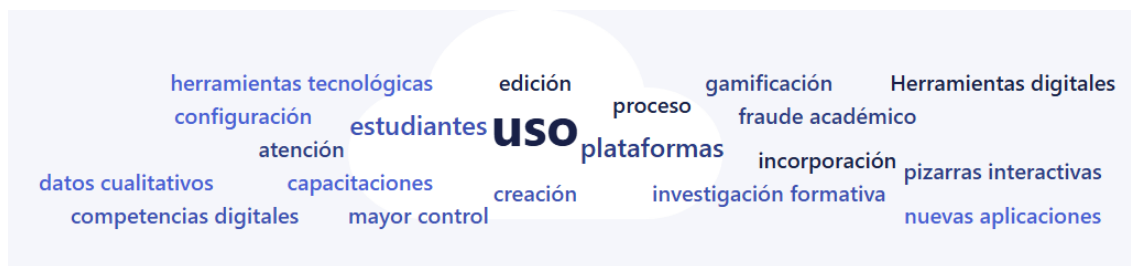 herramientas tecnológicas edición gamificación Herramientas digitales
configuración estudiantes uso proceso fraude académico
atención plataformas incorporación pizarras interactivas
datos cualitativos capacitaciones creación investigación formativa
competencias digitales mayor control nuevas aplicaciones